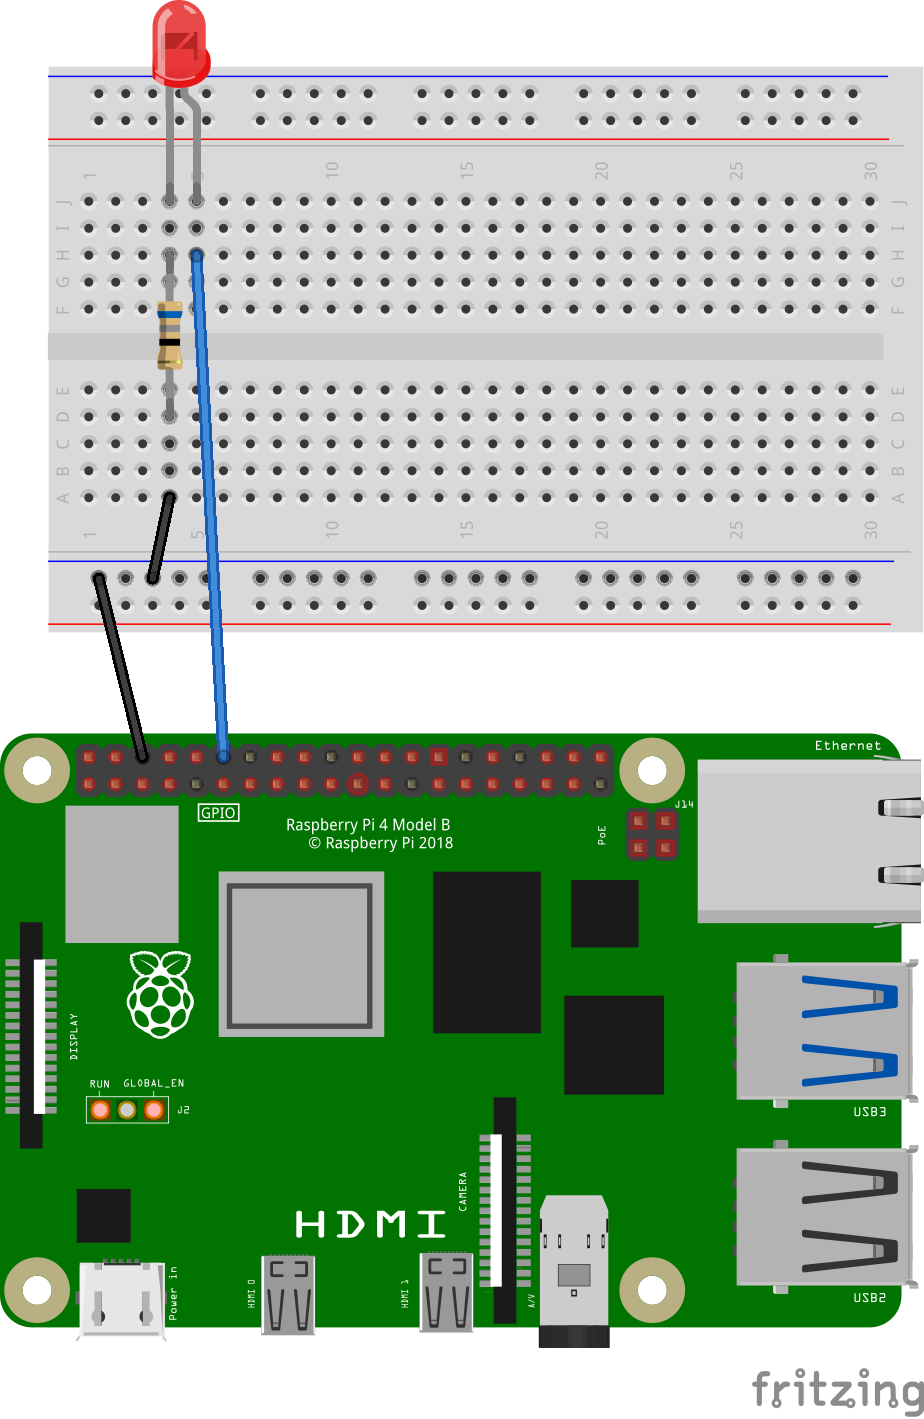 1 5 10 15 20 25 30
J J
I I
H H
G G
F F
E E
D D
C C
B B
A A
1 5 10 15 20 25 30
Ethernet
GPIO
J14
PoE
Raspberry Pi 4 Model B
© Raspberry Pi 2018
DISPLAY
RUN GLOBAL_EN
J2
USB3
CAMERA
HDMI
Power in
HDMI 0
HDMI 1
A/V
USB2
fritzing